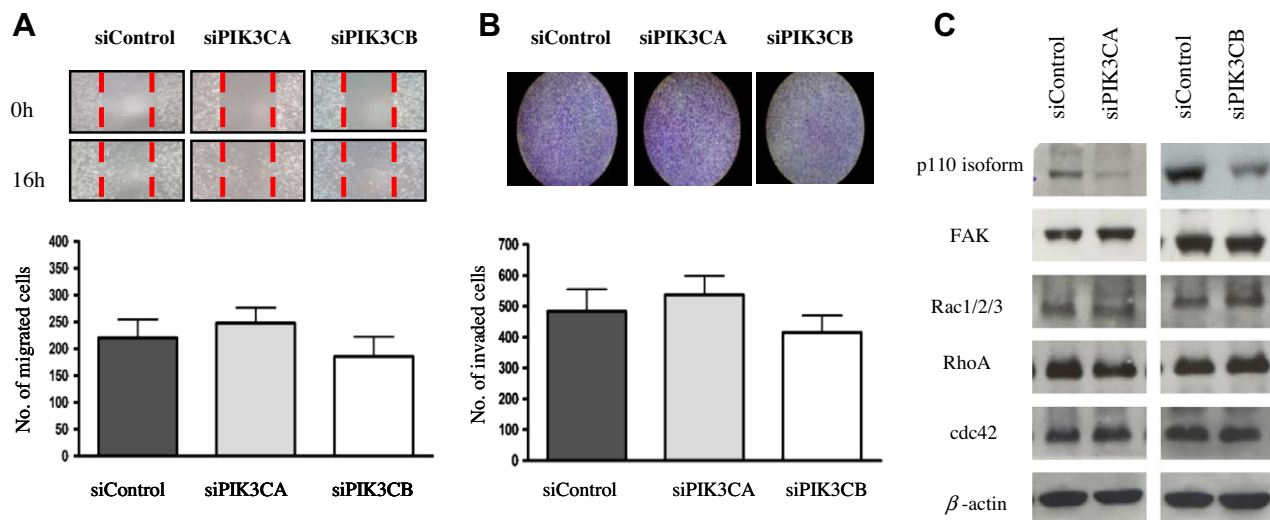 A
siControl siPIK3CA siPIK3CB
0h
16h
No. of migrated cells
400
350
300
250
200
150
100
50
0
siControl siPIK3CA siPIK3CB
B
siControl siPIK3CA siPIK3CB
No. of invaded cells
700
600
500
400
300
200
100
0
siControl siPIK3CA siPIK3CB
C
siControl siPIK3CA siControl siPIK3CB
p110 isoform
FAK
Rac1/2/3
RhoA
cdc42
β-actin